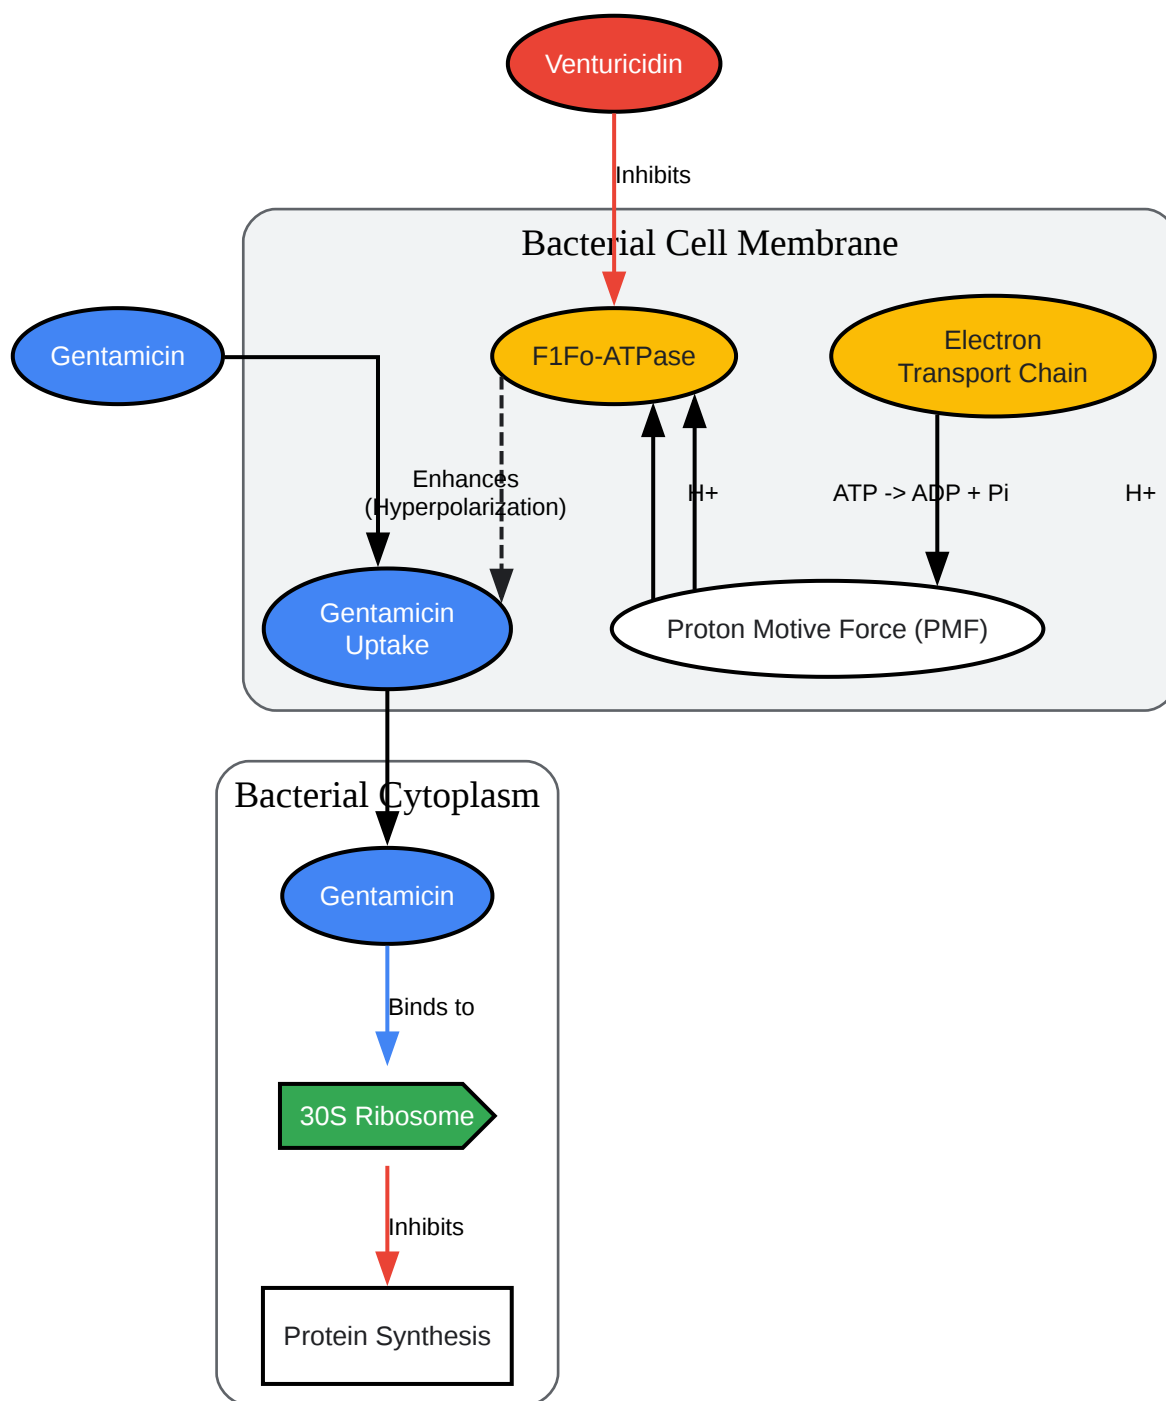 Venturicidin
Inhibits
Bacterial Cell Membrane
Gentamicin
F1Fo-ATPase
Electron
Transport Chain
Enhances
(Hyperpolarization)
H+
ATP -> ADP + Pi
H+
Gentamicin
Uptake
Proton Motive Force (PMF)
Bacterial Cytoplasm
Gentamicin
Binds to
30S Ribosome
Inhibits
Protein Synthesis